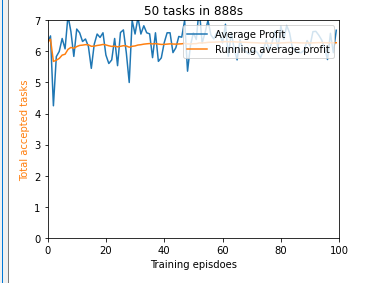 50 tasks in 888s
7
6
5
4
3
2
1
0
Total accepted tasks
Average Profit
Running average profit
0 20 40 60 80 100
Training episdoes